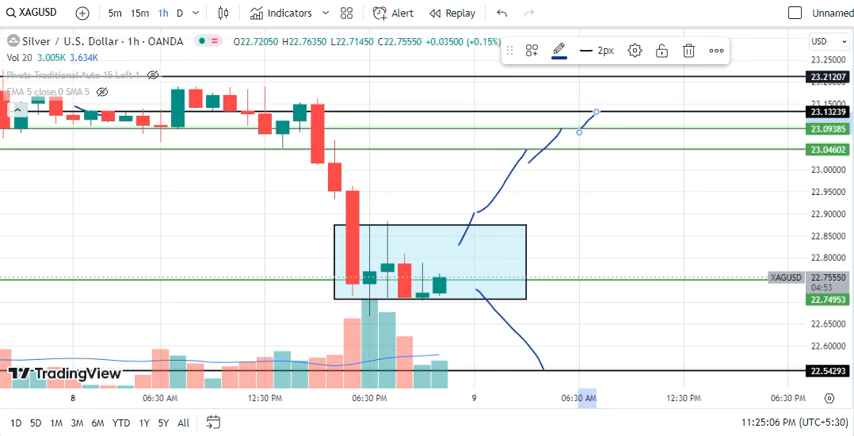 XAGUSD 5m 15m 1h D Indicators Alert Replay Unnamed
Silver / U.S. Dollar · 1h · OANDA O22.72050 H22.76350 L22.71450 C22.75550 +0.03500 (+0.15%) 2px USD
Vol 20 3.005K 3.634K
23.25000
Pivots Traditional Auto 15 Left 1
23.21207
EMA 5 close 0 SMA 5
23.15000
23.13239
23.09385
23.04602
23.00000
22.95000
22.90000
22.85000
22.80000
XAGUSD 22.75550
04:53
22.74953
22.65000
22.60000
22.54293
TradingView
8 06:30 AM 12:30 PM 06:30 PM 9 06:30 AM 12:30 PM 06:30 PM
1D 5D 1M 3M 6M YTD 1Y 5Y All 11:25:06 PM (UTC+5:30)